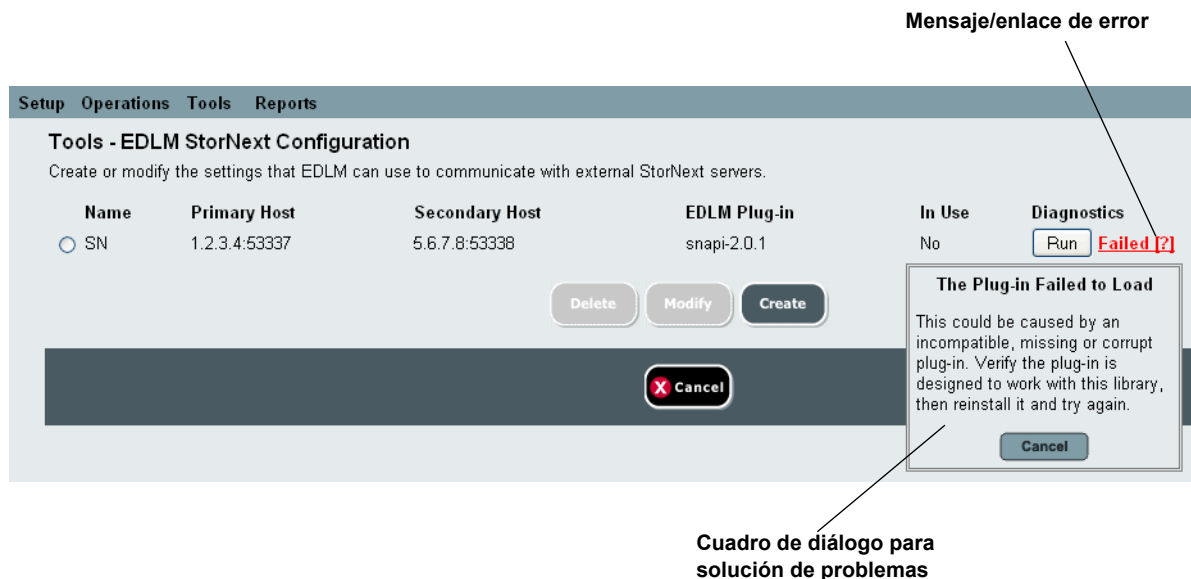 Mensaje/enlace de error
Setup Operations Tools Reports
Tools - EDLM StorNext Configuration
Create or modify the settings that EDLM can use to communicate with external StorNext servers.
Name Primary Host Secondary Host EDLM Plug-in In Use Diagnostics
SN 1.2.3.4:53337 5.6.7.8:53338 snapi-2.0.1 No Run Failed [?]
Delete Modify Create
The Plug-in Failed to Load
This could be caused by an
incompatible, missing or corrupt
plug-in. Verify the plug-in is
designed to work with this library,
then reinstall it and try again.
Cancel
Cancel
Cuadro de diálogo para
solución de problemas